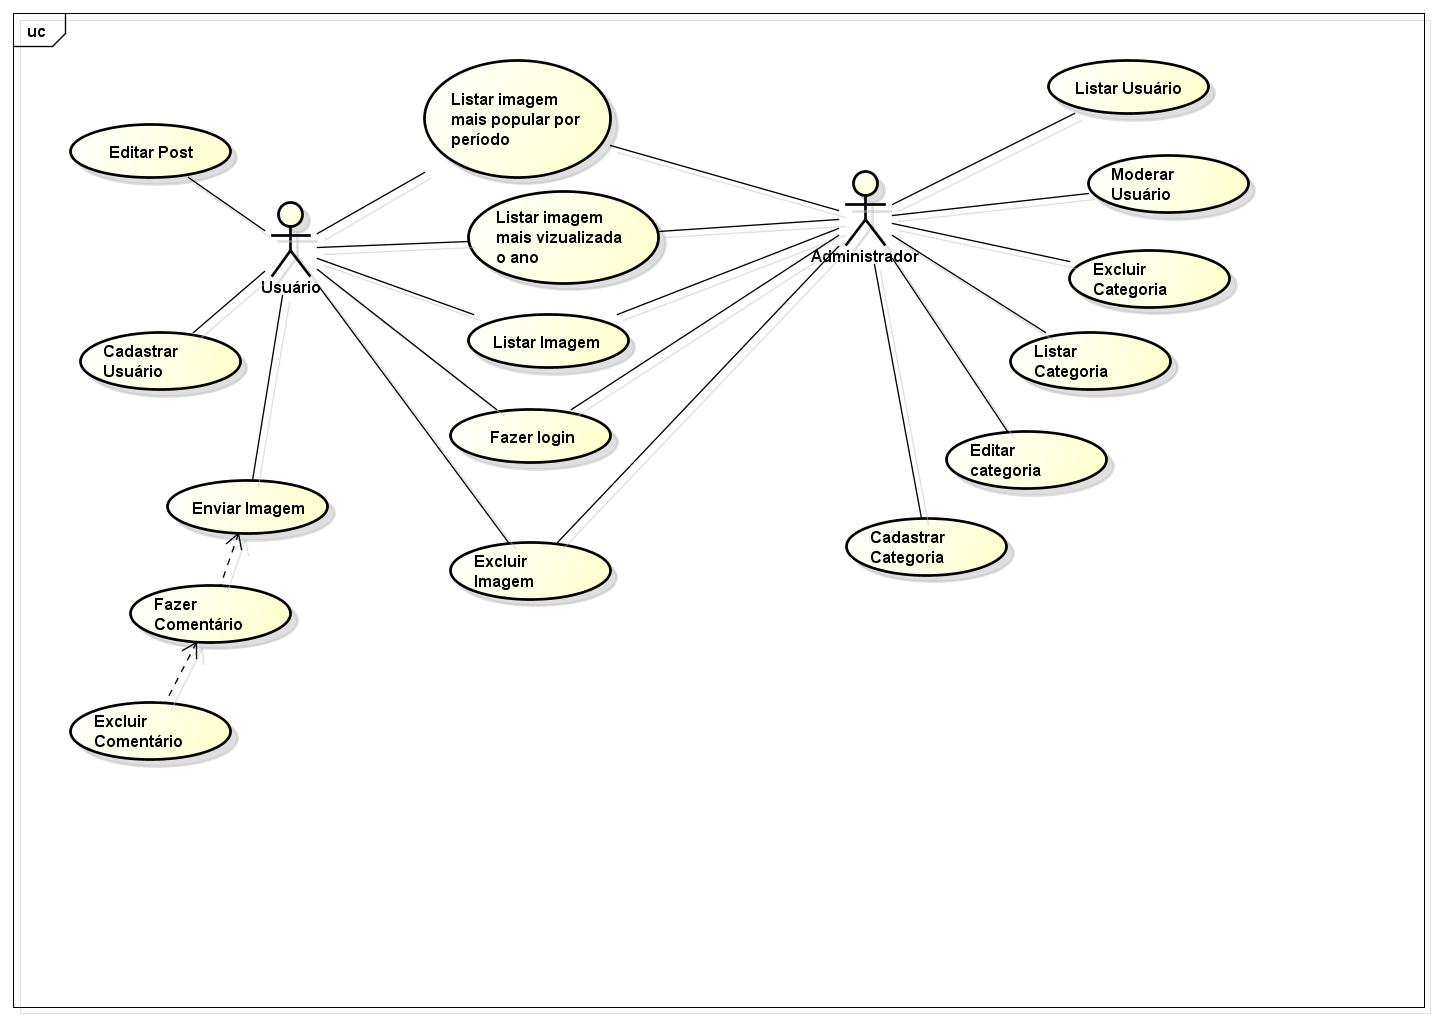 uc
Listar imagem
mais popular por
período
Listar Usuário
Editar Post
Moderar
Usuário
Listar imagem
mais vizualizada
o ano
Administrador
Usuário
Excluir
Categoria
Listar Imagem
Cadastrar
Usuário
Listar
Categoria
Fazer login
Editar
categoria
Enviar Imagem
Cadastrar
Categoria
Excluir
Imagem
Fazer
Comentário
Excluir
Comentário